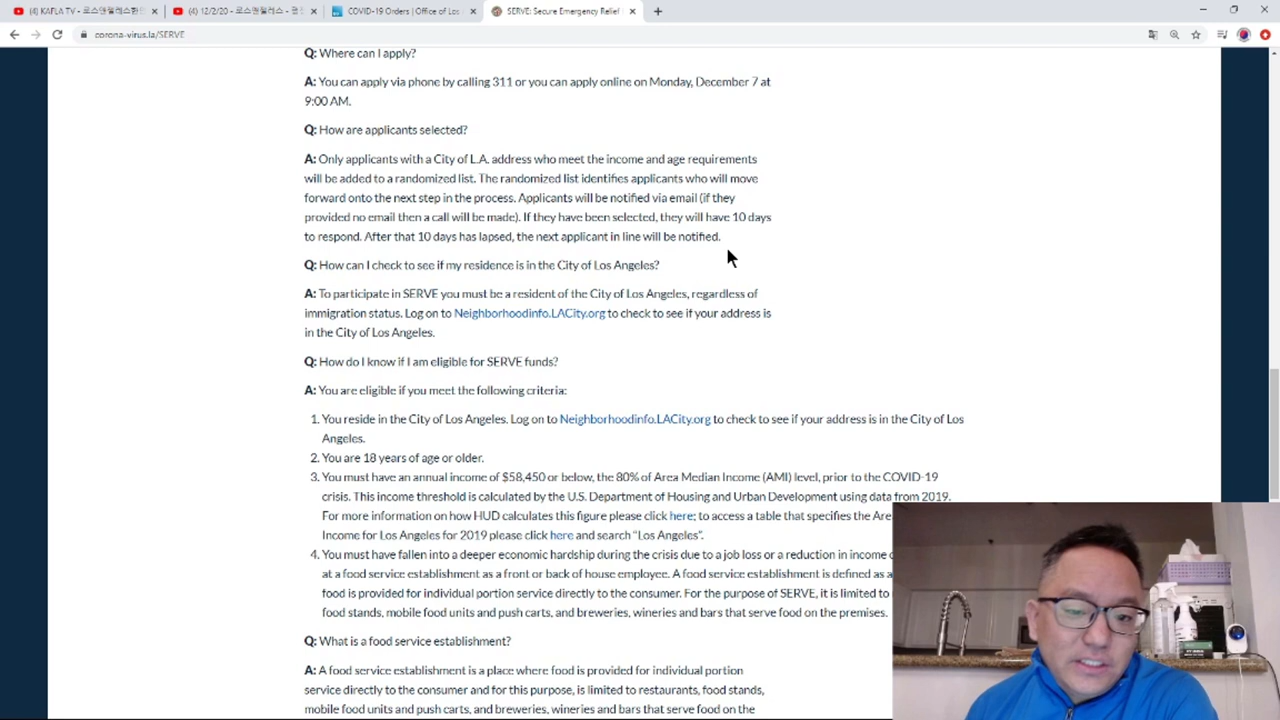 (4) KAFLA TV - 로스앤젤레스한인
(4) 12/2/20 - 로스앤젤레스 -
COVID-19 Orders | Office of Los
SERVE: Secure Emergency Relief
corona-virus.la/SERVE
Q: Where can I apply?
A: You can apply via phone by calling 311 or you can apply online on Monday, December 7 at
9:00 AM.
Q: How are applicants selected?
A: Only applicants with a City of L.A. address who meet the income and age requirements
will be added to a randomized list. The randomized list identifies applicants who will move
forward onto the next step in the process. Applicants will be notified via email (if they
provided no email then a call will be made). If they have been selected, they will have 10 days
to respond. After that 10 days has lapsed, the next applicant in line will be notified.
Q: How can I check to see if my residence is in the City of Los Angeles?
A: To participate in SERVE you must be a resident of the City of Los Angeles, regardless of
immigration status. Log on to Neighborhoodinfo.LACity.org to check to see if your address is
in the City of Los Angeles.
Q: How do I know if I am eligible for SERVE funds?
A: You are eligible if you meet the following criteria:
1. You reside in the City of Los Angeles. Log on to Neighborhoodinfo.LACity.org to check to see if your address is in the City of Los
Angeles.
2. You are 18 years of age or older.
3. You must have an annual income of $58,450 or below, the 80% of Area Median Income (AMI) level, prior to the COVID-19
crisis. This income threshold is calculated by the U.S. Department of Housing and Urban Development using data from 2019.
For more information on how HUD calculates this figure please click here; to access a table that specifies the Are
Income for Los Angeles for 2019 please click here and search “Los Angeles”.
4. You must have fallen into a deeper economic hardship during the crisis due to a job loss or a reduction in income
at a food service establishment as a front or back of house employee. A food service establishment is defined as a
food is provided for individual portion service directly to the consumer. For the purpose of SERVE, it is limited to
food stands, mobile food units and push carts, and breweries, wineries and bars that serve food on the premises.
Q: What is a food service establishment?
A: A food service establishment is a place where food is provided for individual portion
service directly to the consumer and for this purpose, is limited to restaurants, food stands,
mobile food units and push carts, and breweries, wineries and bars that serve food on the